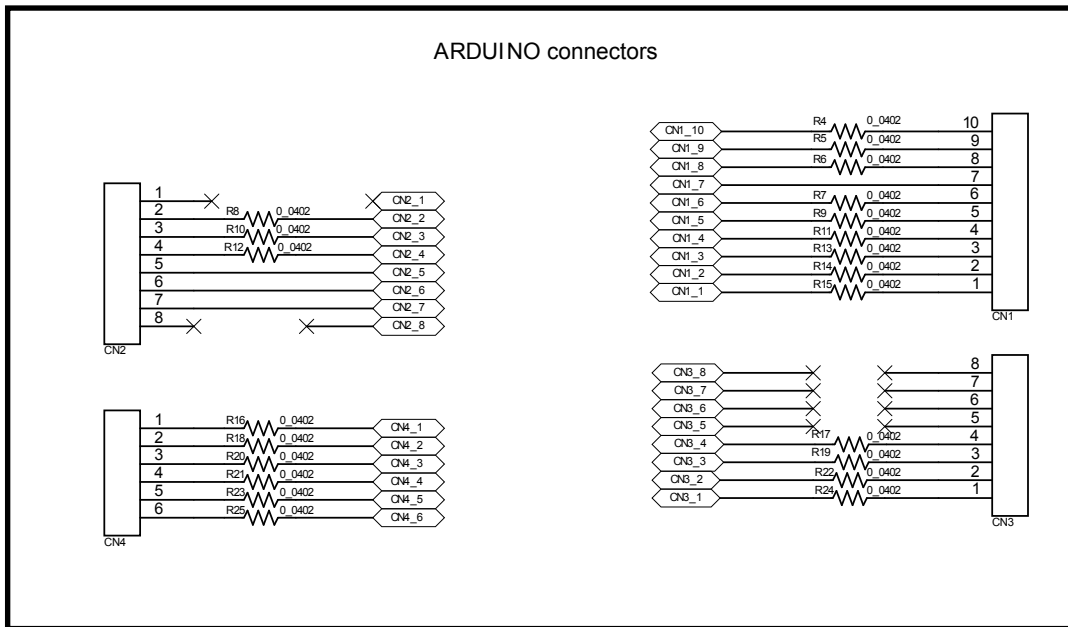 ARDUINO connectors
1 CN2_1
2 R8 0_0402 CN2_2
3 R10 0_0402 CN2_3
4 R12 0_0402 CN2_4
5 CN2_5
6 CN2_6
7 CN2_7
8 CN2_8
CN2
1 R16 0_0402 CN4_1
2 R18 0_0402 CN4_2
3 R20 0_0402 CN4_3
4 R21 0_0402 CN4_4
5 R23 0_0402 CN4_5
6 R25 0_0402 CN4_6
CN4
CN1_10 R4 0_0402 10
CN1_9 R5 0_0402 9
CN1_8 R6 0_0402 8
CN1_7 7
CN1_6 R7 0_0402 6
CN1_5 R9 0_0402 5
CN1_4 R11 0_0402 4
CN1_3 R13 0_0402 3
CN1_2 R14 0_0402 2
CN1_1 R15 0_0402 1
CN1
CN3_8 8
CN3_7 7
CN3_6 6
CN3_5 5
CN3_4 R17 0_0402 4
CN3_3 R19 0_0402 3
CN3_2 R22 0_0402 2
CN3_1 R24 0_0402 1
CN3